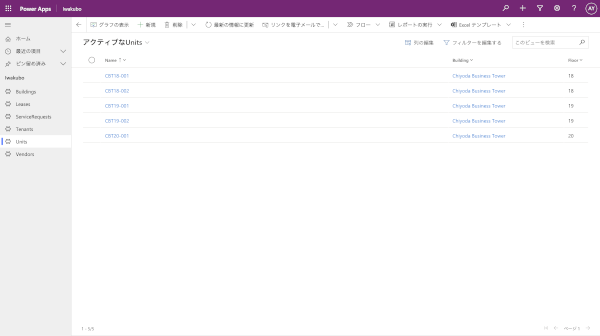 Power Apps Iwakubo AY
グラフの表示 新規 削除 最新の情報に更新 リンクを電子メールで... フロー レポートの実行 Excel テンプレート
ホーム
最近の項目
ピン留め済み
Iwakubo
Buildings
Leases
ServiceRequests
Tenants
Units
Vendors
アクティブなUnits 列の編集 フィルターを編集する このビューを検索
Name ↑ Building Floor
CBT18-001 Chiyoda Business Tower 18
CBT18-002 Chiyoda Business Tower 18
CBT19-001 Chiyoda Business Tower 19
CBT19-002 Chiyoda Business Tower 19
CBT20-001 Chiyoda Business Tower 20
1 - 5/5 ページ 1